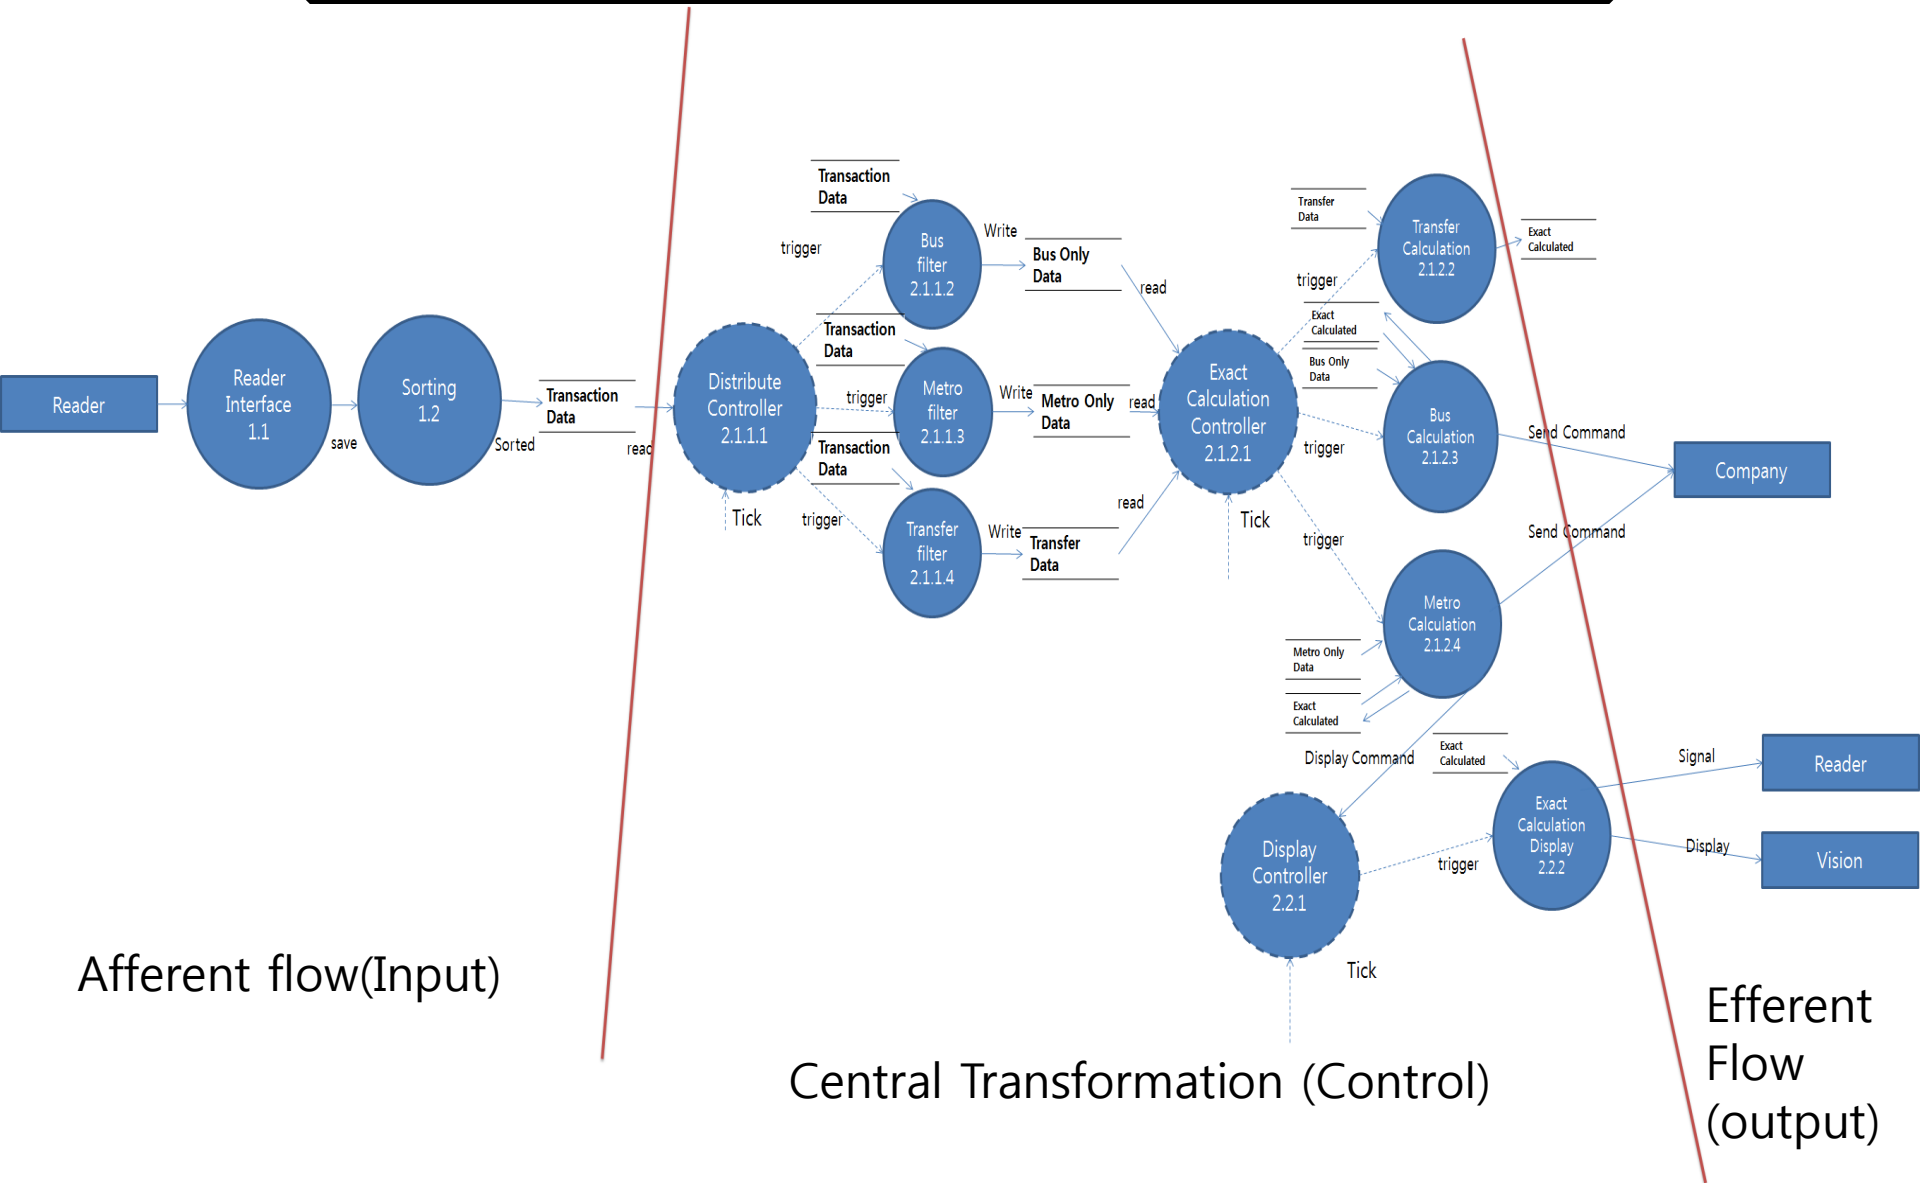 Reader
Reader
Interface
1.1
save
Sorting
1.2
Sorted
Transaction
Data
read
Distribute
Controller
2.1.1.1
Tick
trigger
trigger
trigger
Transaction
Data
Bus
filter
2.1.1.2
Write
Bus Only
Data
read
Transaction
Data
Metro
filter
2.1.1.3
Write
Metro Only
Data
read
Transaction
Data
Transfer
filter
2.1.1.4
Write
Transfer
Data
read
Exact
Calculation
Controller
2.1.2.1
Tick
trigger
trigger
trigger
Transfer
Data
Transfer
Calculation
2.1.2.2
Exact
Calculated
Exact
Calculated
Bus Only
Data
Bus
Calculation
2.1.2.3
Send Command
Company
Send Command
Metro
Calculation
2.1.2.4
Metro Only
Data
Exact
Calculated
Display Command
Exact
Calculated
Display
Controller
2.2.1
Tick
trigger
Exact
Calculation
Display
2.2.2
Signal
Reader
Display
Vision
Afferent flow(Input)
Central Transformation (Control)
Efferent
Flow
(output)